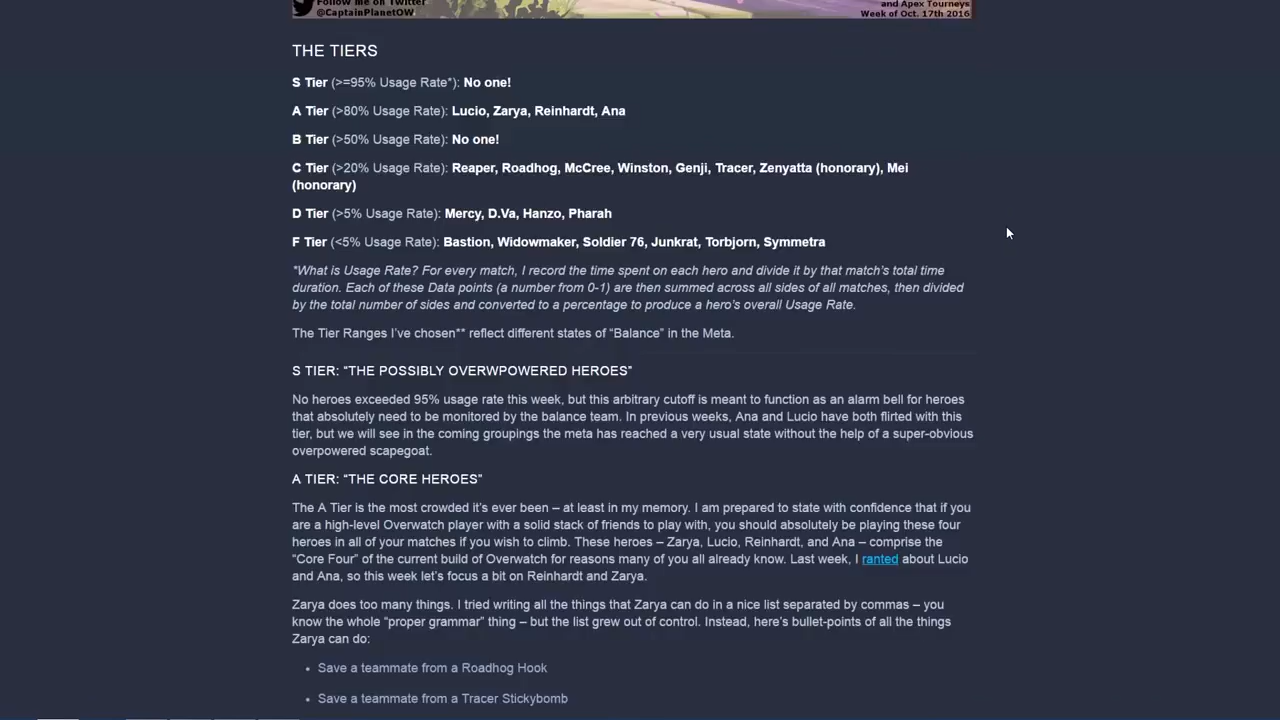 Follow me on Twitter
@CaptainPlanetOW
and Apex Tourneys
Week of Oct. 17th 2016
THE TIERS
S Tier (>=95% Usage Rate*): No one!
A Tier (>80% Usage Rate): Lucio, Zarya, Reinhardt, Ana
B Tier (>50% Usage Rate): No one!
C Tier (>20% Usage Rate): Reaper, Roadhog, McCree, Winston, Genji, Tracer, Zenyatta (honorary), Mei
(honorary)
D Tier (>5% Usage Rate): Mercy, D.Va, Hanzo, Pharah
F Tier (<5% Usage Rate): Bastion, Widowmaker, Soldier 76, Junkrat, Torbjorn, Symmetra
*What is Usage Rate? For every match, I record the time spent on each hero and divide it by that match's total time
duration. Each of these Data points (a number from 0-1) are then summed across all sides of all matches, then divided
by the total number of sides and converted to a percentage to produce a hero's overall Usage Rate.
The Tier Ranges I've chosen** reflect different states of “Balance” in the Meta.
S TIER: “THE POSSIBLY OVERWPOWERED HEROES”
No heroes exceeded 95% usage rate this week, but this arbitrary cutoff is meant to function as an alarm bell for heroes
that absolutely need to be monitored by the balance team. In previous weeks, Ana and Lucio have both flirted with this
tier, but we will see in the coming groupings the meta has reached a very usual state without the help of a super-obvious
overpowered scapegoat.
A TIER: “THE CORE HEROES”
The A Tier is the most crowded it's ever been – at least in my memory. I am prepared to state with confidence that if you
are a high-level Overwatch player with a solid stack of friends to play with, you should absolutely be playing these four
heroes in all of your matches if you wish to climb. These heroes – Zarya, Lucio, Reinhardt, and Ana – comprise the
“Core Four” of the current build of Overwatch for reasons many of you all already know. Last week, I ranted about Lucio
and Ana, so this week let's focus a bit on Reinhardt and Zarya.
Zarya does too many things. I tried writing all the things that Zarya can do in a nice list separated by commas – you
know the whole “proper grammar” thing – but the list grew out of control. Instead, here's bullet-points of all the things
Zarya can do:
• Save a teammate from a Roadhog Hook
• Save a teammate from a Tracer Stickybomb